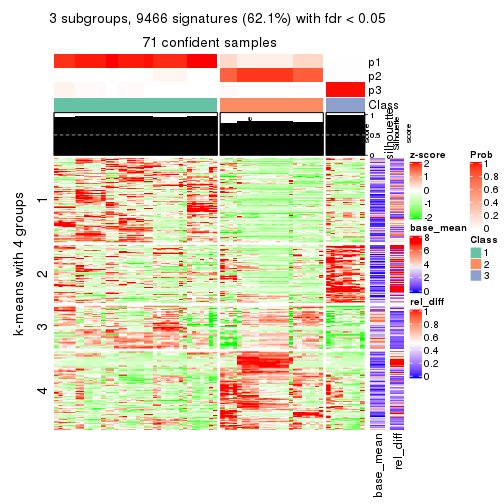 3 subgroups, 9466 signatures (62.1%) with fdr < 0.05
71 confident samples
p1
p2
p3
Class
1
0.5
0
silhouette
score
Silhouette
score
k-means with 4 groups
1
2
3
4
base_mean
rel_diff
z-score
2
1
0
-1
-2
base_mean
8
6
4
2
0
rel_diff
1
0.8
0.6
0.4
0.2
0
Prob
1
0.8
0.6
0.4
0.2
0
Class
1
2
3